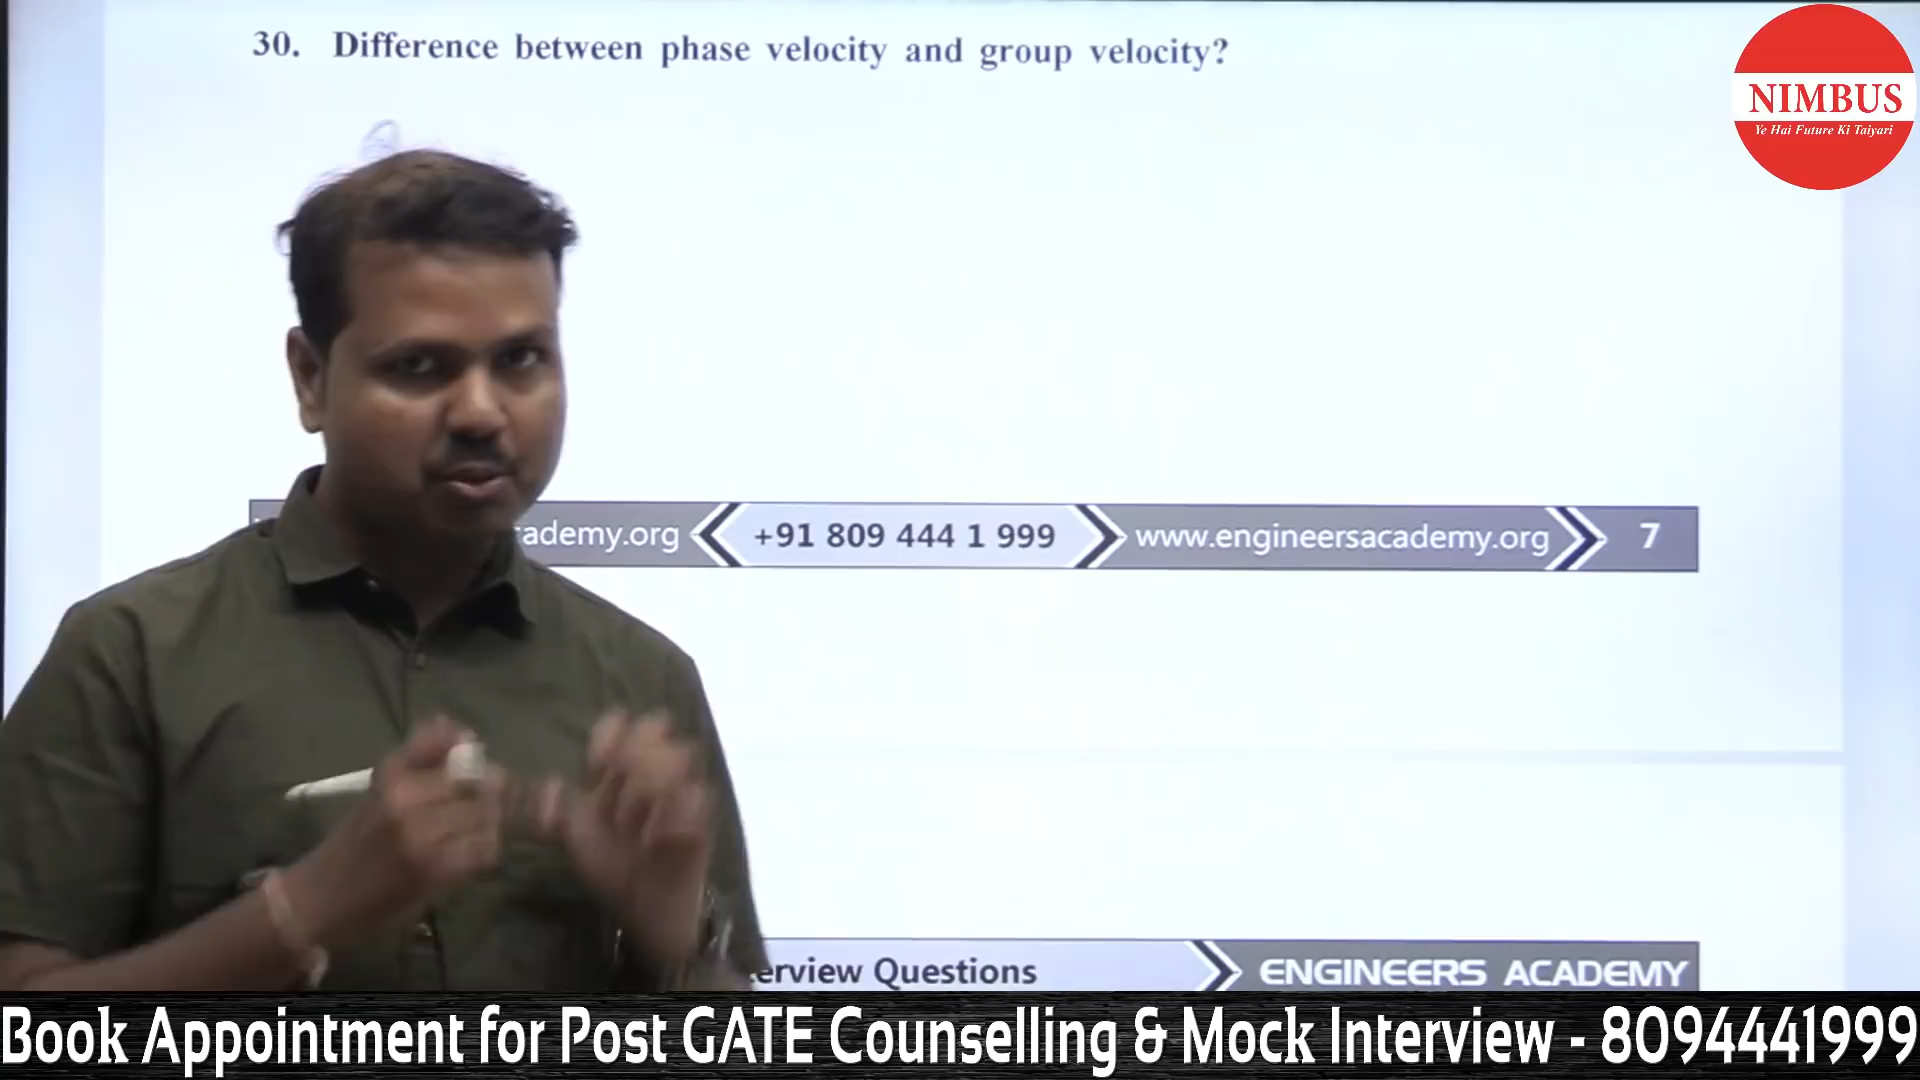 30. Difference between phase velocity and group velocity?
NIMBUS
Ye Hai Future Ki Taiyari
ademy.org
+91 809 444 1 999
www.engineersacademy.org
7
erview Questions
ENGINEERS ACADEMY
Book Appointment for Post GATE Counselling & Mock Interview - 8094441999